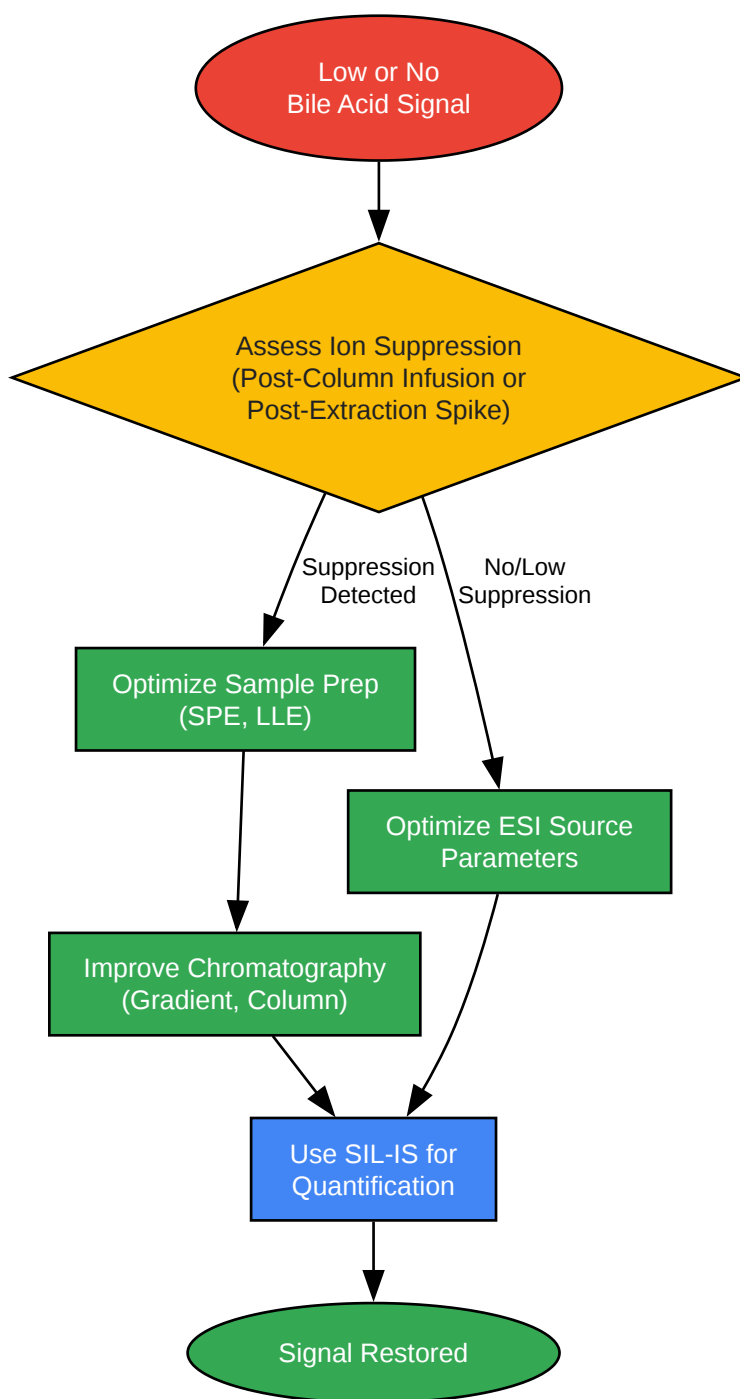 Low or No
Bile Acid Signal
Assess Ion Suppression
(Post-Column Infusion or
Post-Extraction Spike)
Suppression
Detected
No/Low
Suppression
Optimize Sample Prep
(SPE, LLE)
Optimize ESI Source
Parameters
Improve Chromatography
(Gradient, Column)
Use SIL-IS for
Quantification
Signal Restored